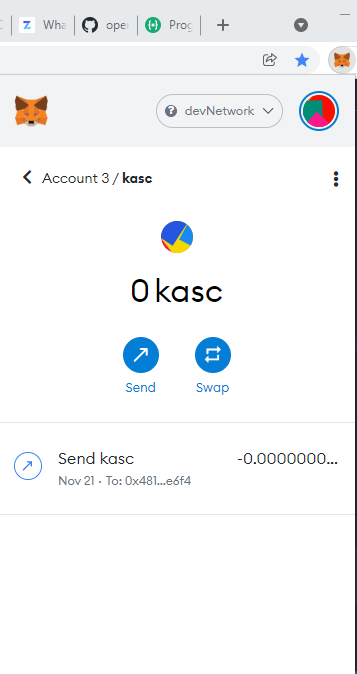 Wha
oper
Prog
devNetwork
Account 3 / kasc
0 kasc
Send
Swap
Send kasc
-0.0000000...
Nov 21 · To: 0x481...e6f4